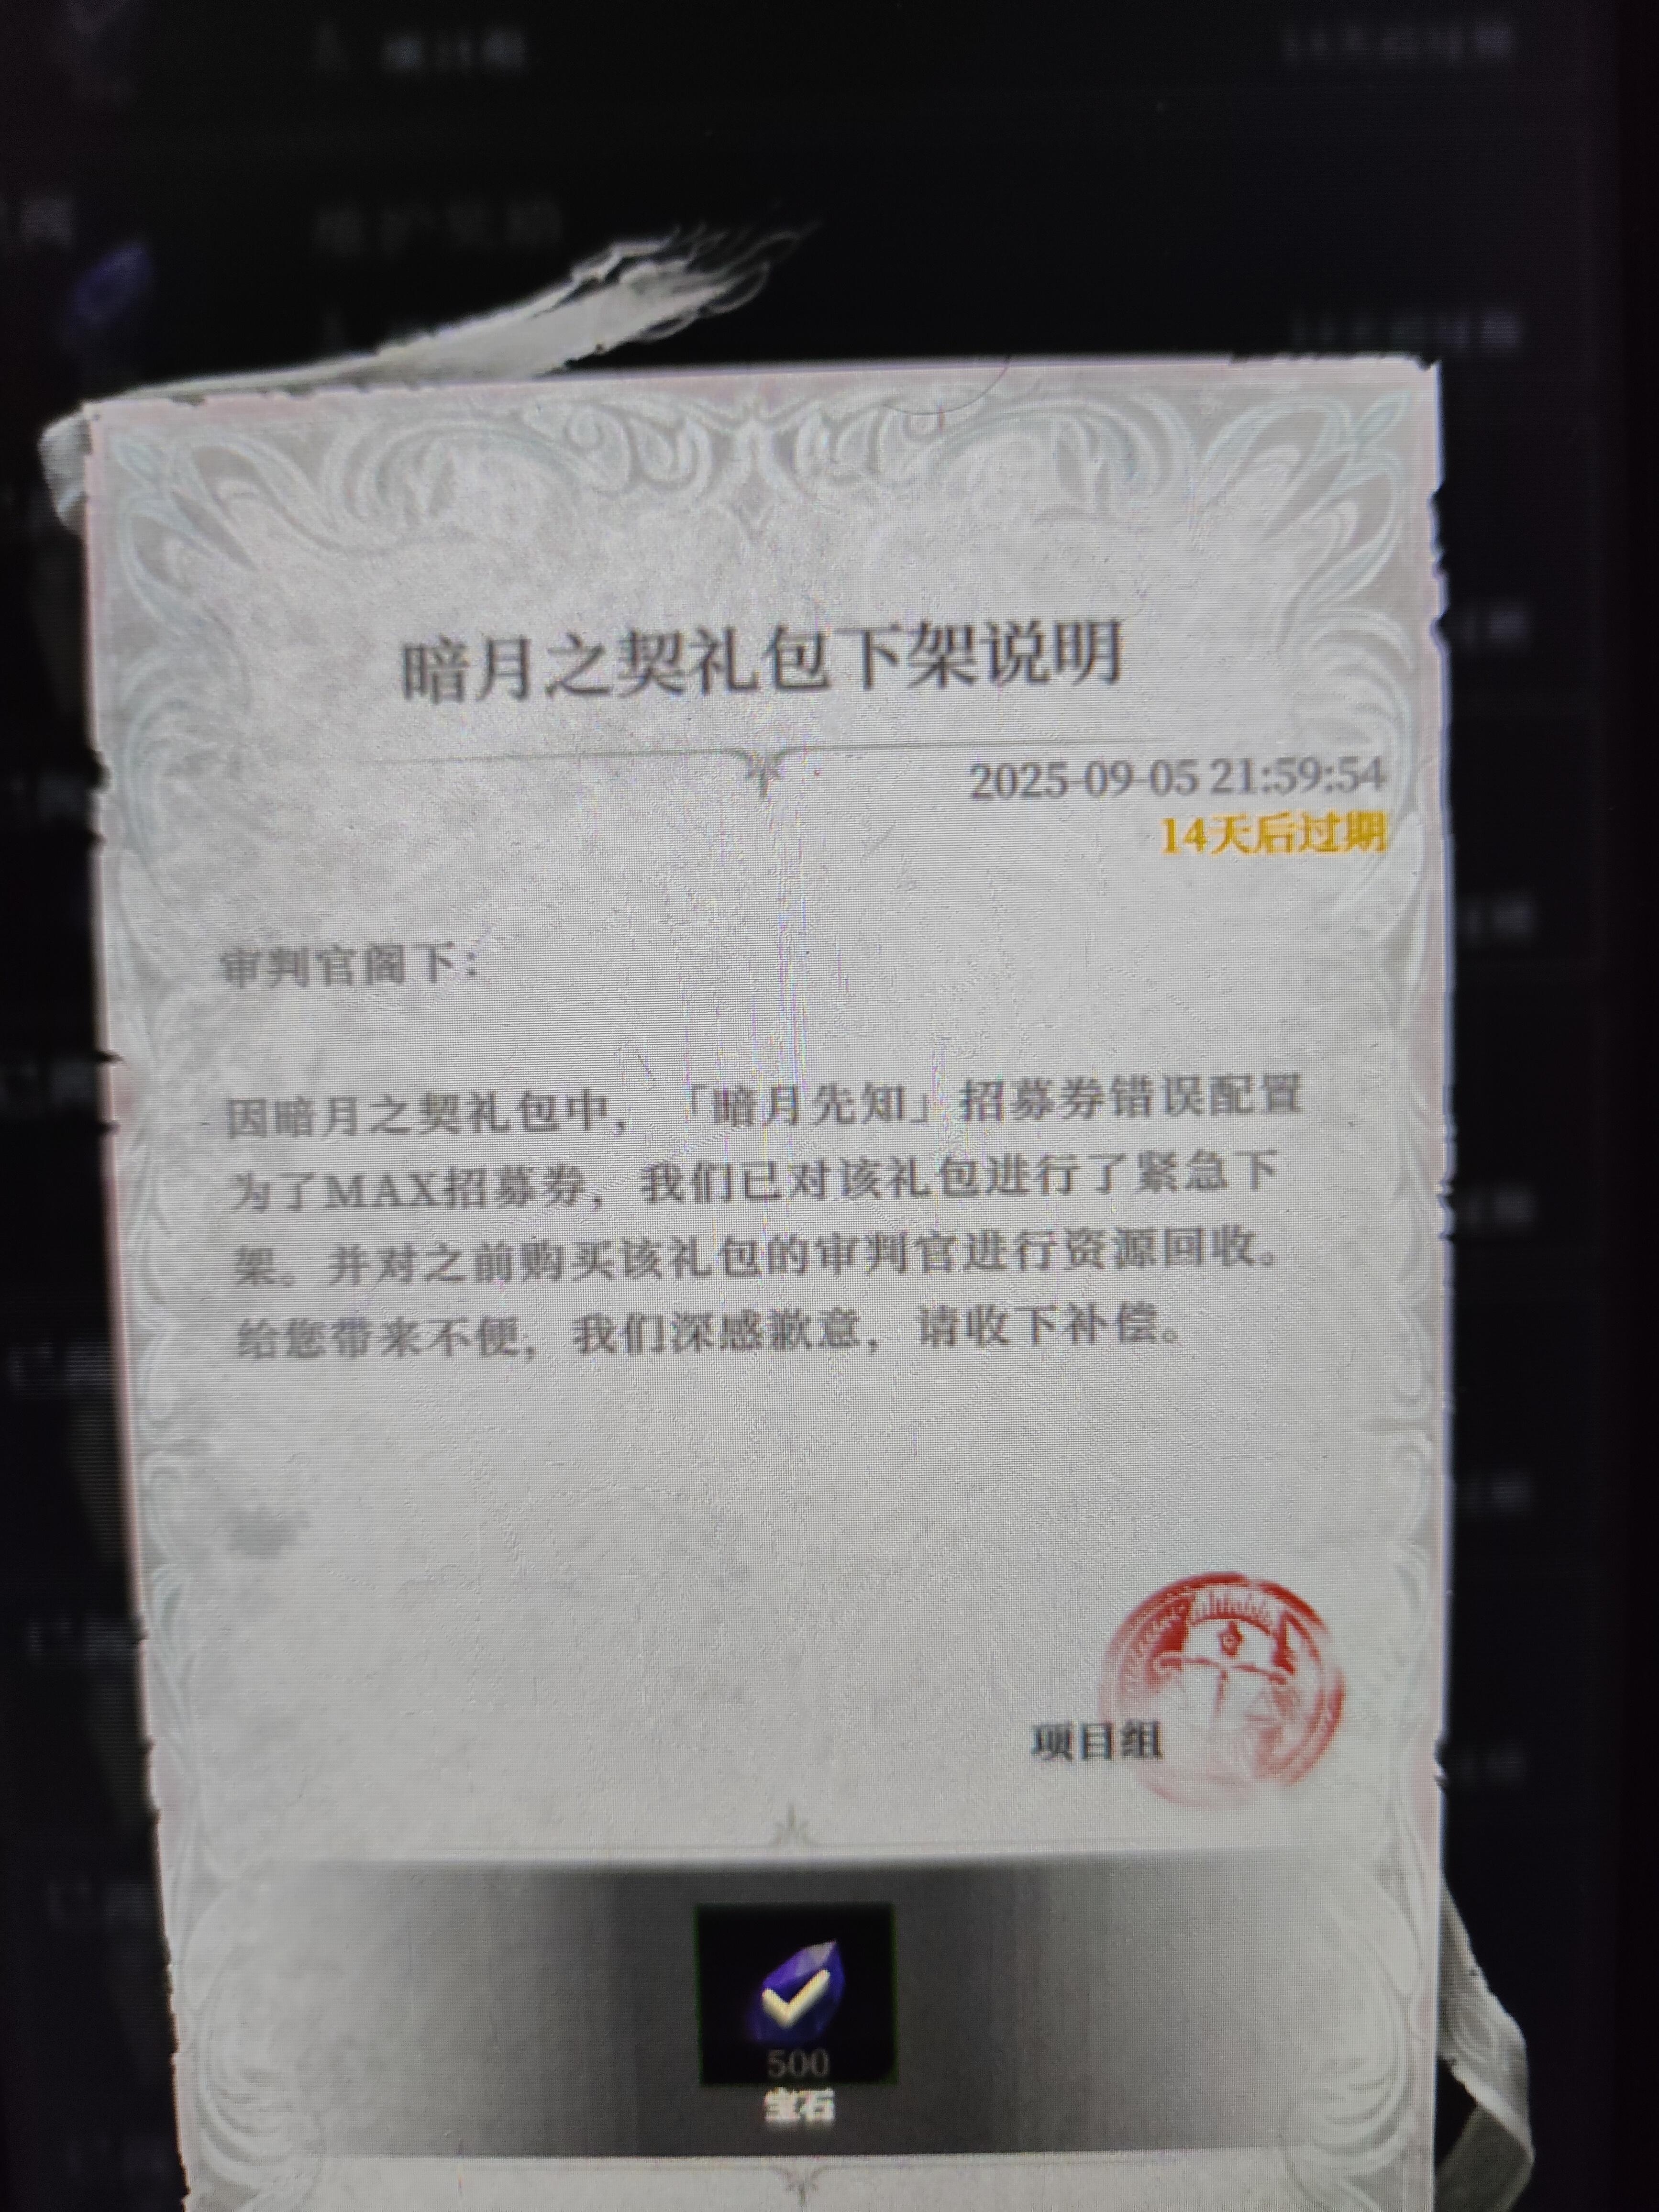 暗月之契礼包下架说明
2025-09-05 21:59:54
14天后过期
审判官阁下：
因暗月之契礼包中，「暗月先知」招募券错误配置
为了MAX招募券，我们已对该礼包进行了紧急下
架。并对之前购买该礼包的审判官进行资源回收。
给您带来不便，我们深感歉意，请收下补偿。
项目组
500
宝石